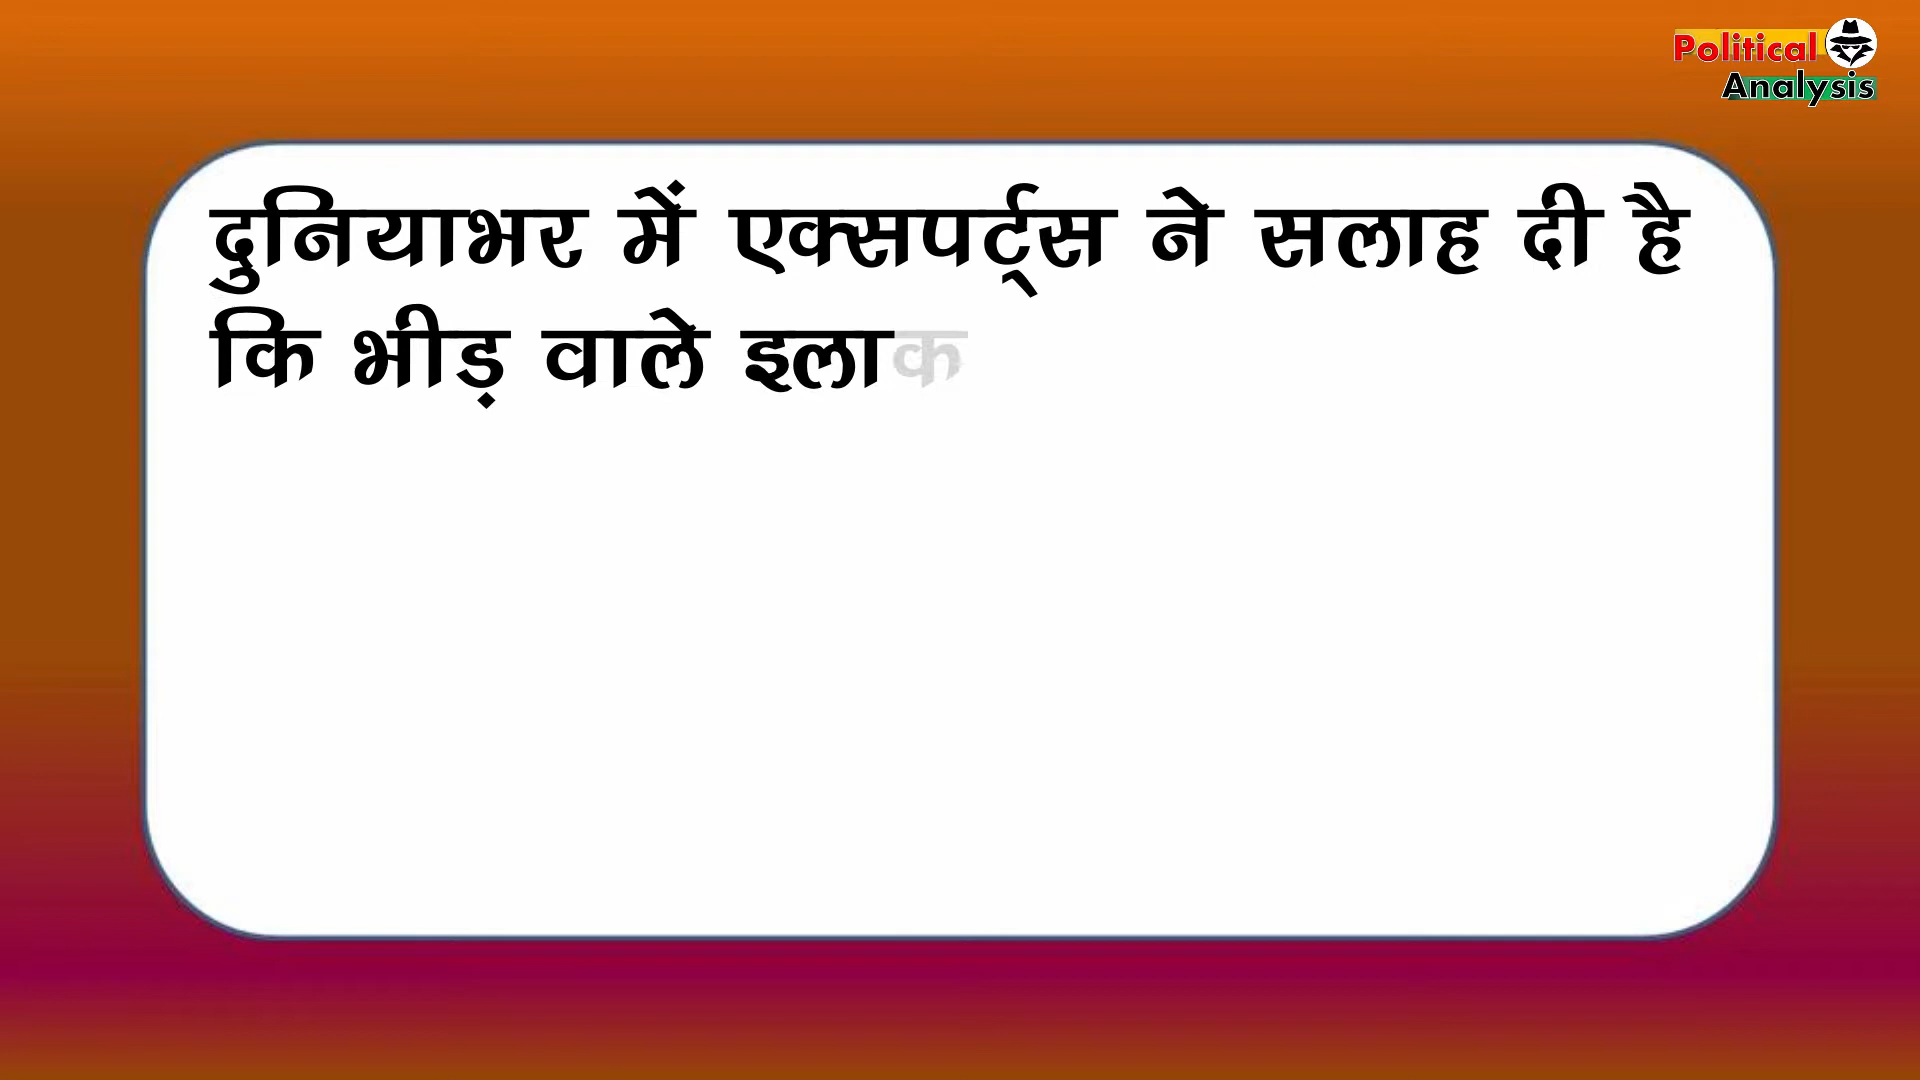 Political
Analysis
दुनियाभर में एक्सपर्ट्स ने सलाह दी है
कि भीड़ वाले इलाक